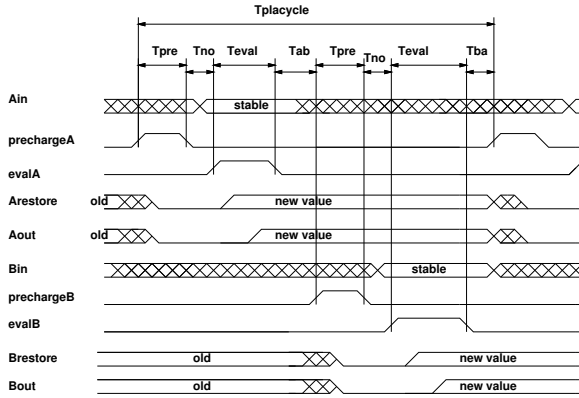 Tplacycle
Tpre Tno Teval Tab Tpre Tno Teval Tba
Ain stable
prechargeA
evalA
Arestore old new value
Aout old new value
Bin stable
prechargeB
evalB
Brestore old new value
Bout old new value